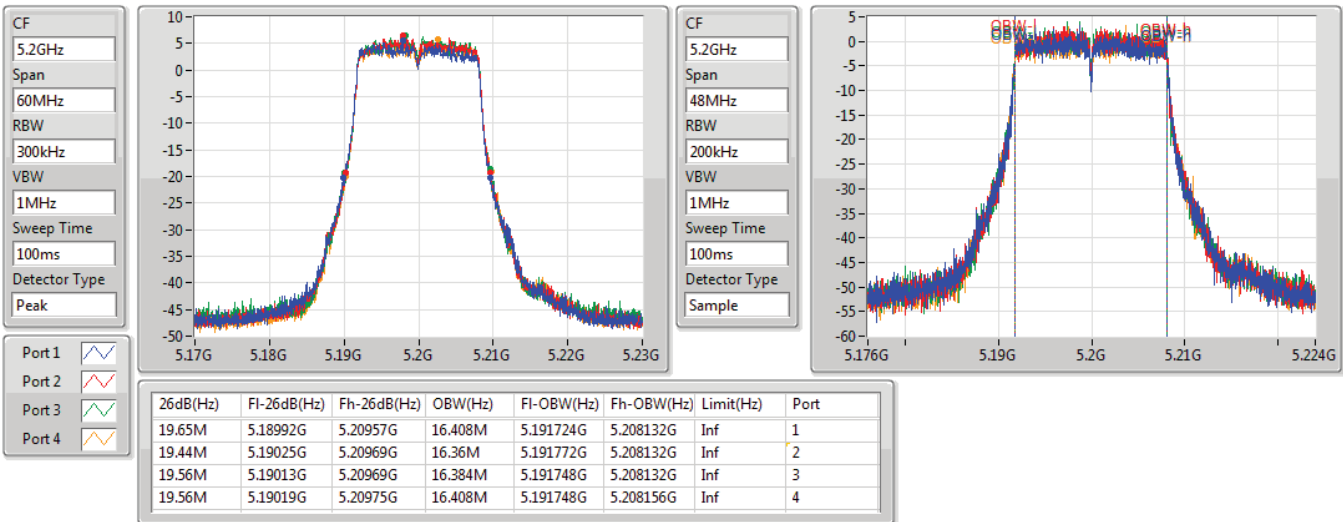 CF
5.2GHz
Span
60MHz
RBW
300kHz
VBW
1MHz
Sweep Time
100ms
Detector Type
Peak
10
5
0
-5
-10
-15
-20
-25
-30
-35
-40
-45
-50
5.17G 5.18G 5.19G 5.2G 5.21G 5.22G 5.23G
CF
5.2GHz
Span
48MHz
RBW
200kHz
VBW
1MHz
Sweep Time
100ms
Detector Type
Sample
5
0
-5
-10
-15
-20
-25
-30
-35
-40
-45
-50
-55
-60
5.176G 5.19G 5.2G 5.21G 5.224G
Port 1
Port 2
Port 3
Port 4
26dB(Hz) Fl-26dB(Hz) Fh-26dB(Hz) OBW(Hz) Fl-OBW(Hz) Fh-OBW(Hz) Limit(Hz) Port
19.65M 5.18992G 5.20957G 16.408M 5.191724G 5.208132G Inf 1
19.44M 5.19025G 5.20969G 16.36M 5.191772G 5.208132G Inf 2
19.56M 5.19013G 5.20969G 16.384M 5.191748G 5.208132G Inf 3
19.56M 5.19019G 5.20975G 16.408M 5.191748G 5.208156G Inf 4